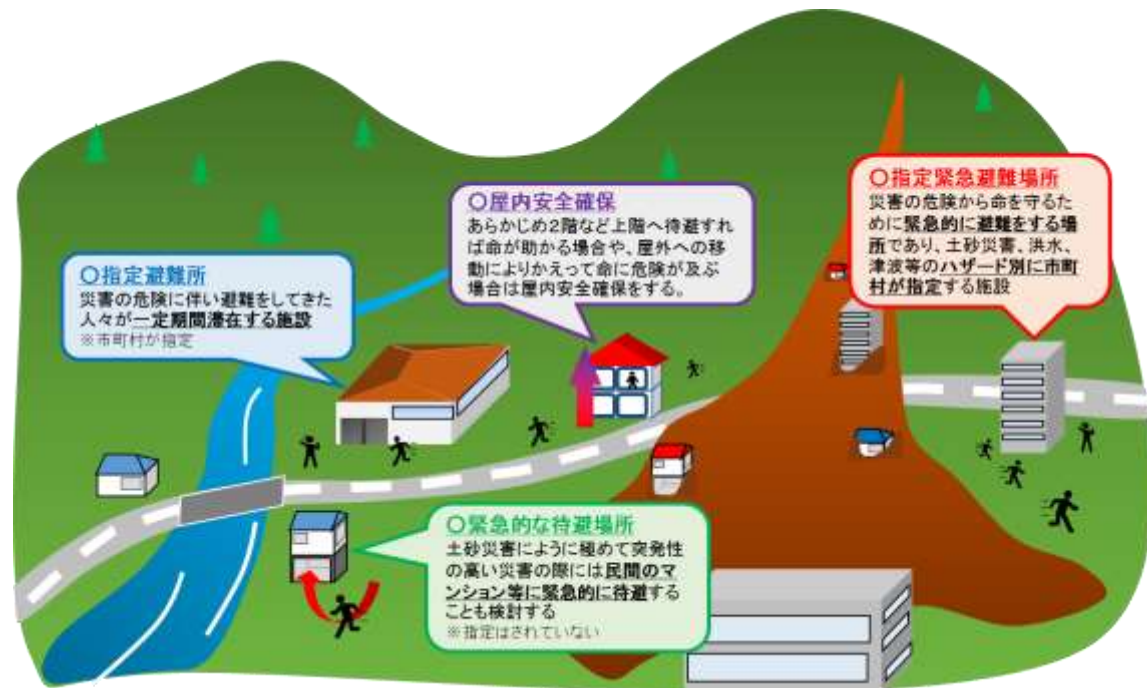 〇指定避難所
災害の危険に伴い避難をしてきた
人々が一定期間滞在する施設
※市町村が指定
〇屋内安全確保
あらかじめ2階など上階へ待避すれ
ば命が助かる場合や、屋外への移
動によりかえって命に危険が及ぶ
場合は屋内安全確保をする。
〇指定緊急避難場所
災害の危険から命を守るた
めに緊急的に避難をする場
所であり、土砂災害、洪水、
津波等のハザード別に市町
村が指定する施設
〇緊急的な待避場所
土砂災害にように極めて突発性
の高い災害の際には民間のマ
ンション等に緊急的に待避する
ことも検討する
※指定はされていない